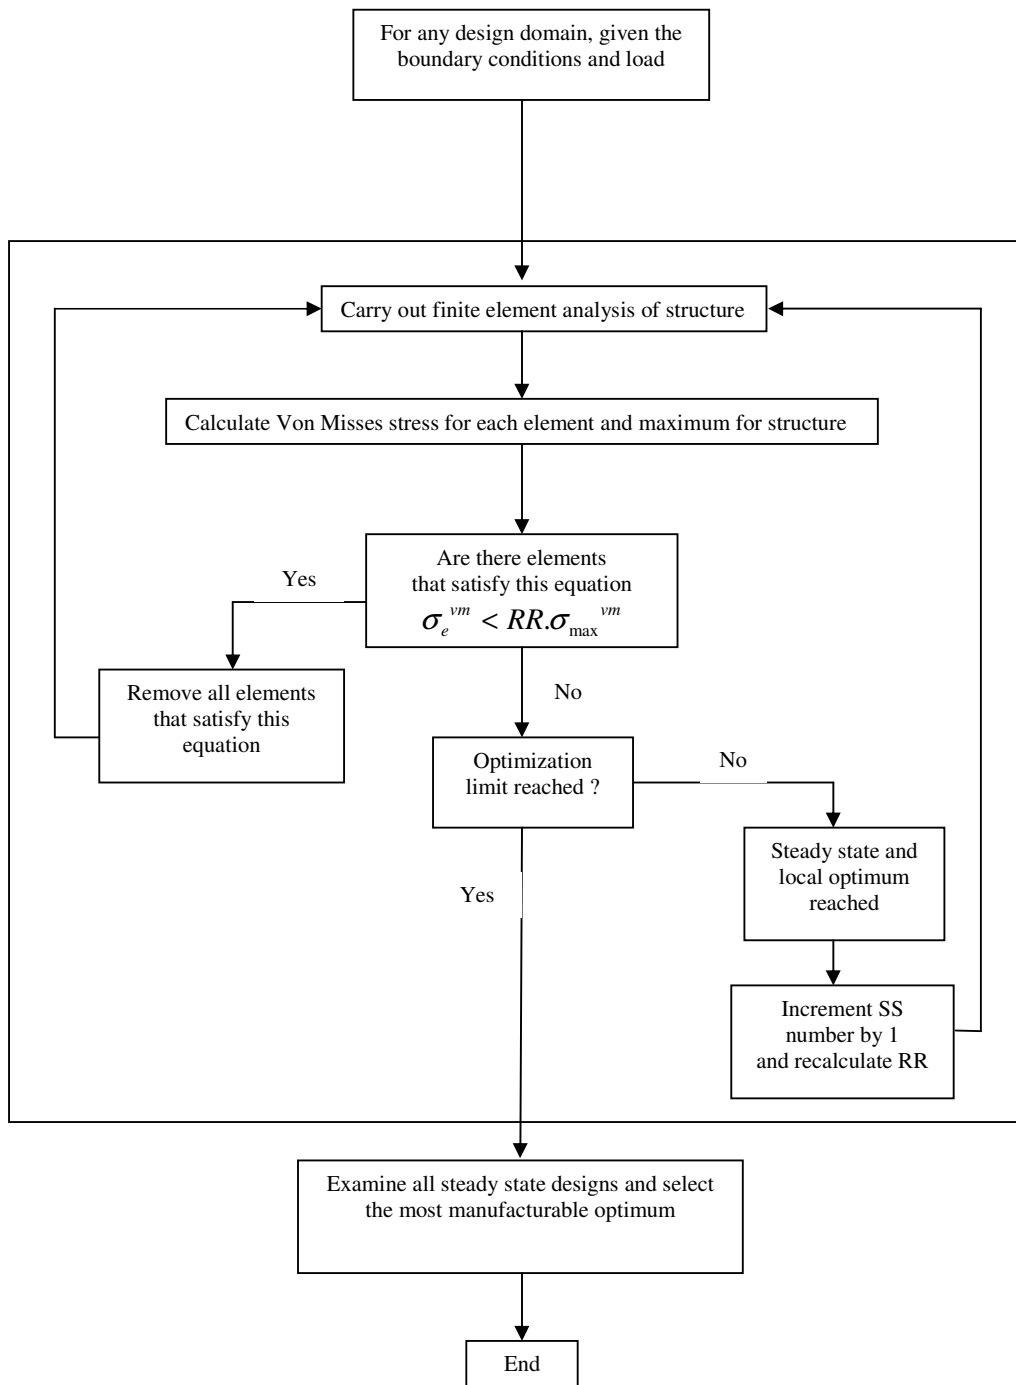 For any design domain, given the
boundary conditions and load
Carry out finite element analysis of structure
Calculate Von Misses stress for each element and maximum for structure
Are there elements
that satisfy this equation
σ_e^{vm} < RR.σ_{max}^{vm}
Yes
Remove all elements
that satisfy this
equation
No
Optimization
limit reached ?
No
Steady state and
local optimum
reached
Yes
Increment SS
number by 1
and recalculate RR
Examine all steady state designs and select
the most manufacturable optimum
End